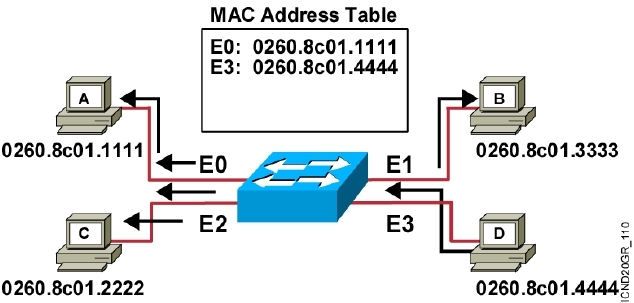 MAC Address Table
E0: 0260.8c01.1111
E3: 0260.8c01.4444
A
B
0260.8c01.1111
E0
E1
0260.8c01.3333
C
E2
E3
D
0260.8c01.2222
0260.8c01.4444
ICND20GR_110